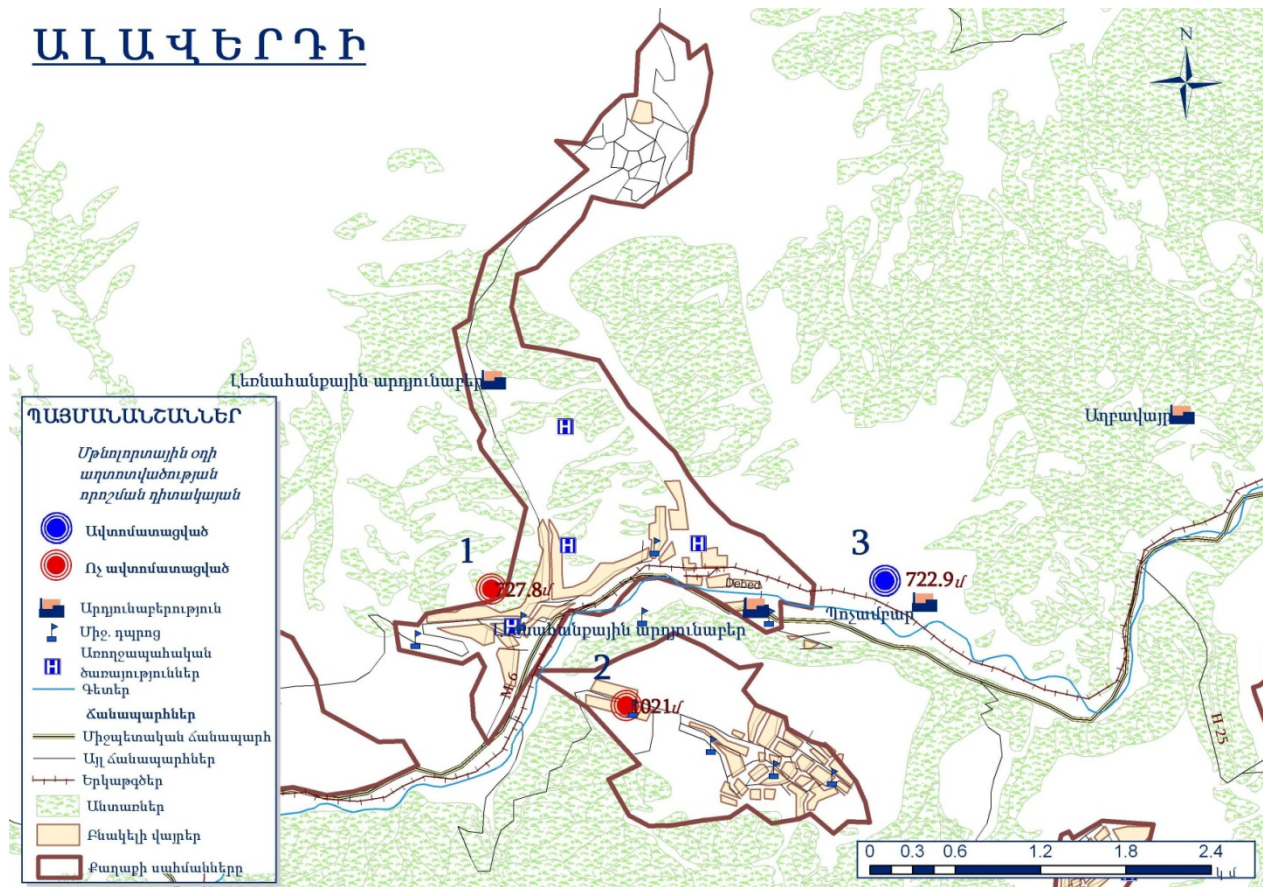 ԱԼԱՎԵՐԴԻ
N
Լեռնահանքային արդյունաբեր
Աղբավայր
ՊԱՅՄԱՆԱՆՇԱՆՆԵՐ
Մթնոլորտային օդի
աղտոտվածության
որոշման դիտակայան
Ավտոմատացված
Ոչ ավտոմատացված
Արդյունաբերություն
Միջ. դպրոց
Առողջապահական
ծառայություններ
Գետեր
Ճանապարհներ
Միջպետական ճանապարհ
Այլ ճանապարհներ
Երկաթգծեր
Անտառներ
Բնակելի վայրեր
Քաղաքի սահմանները
1
727.8մ
3
722.9մ
Debed
Պոչամբար
Լեռնահանքային արդյունաբեր
2
1021մ
M-6
H-25
0 0.3 0.6 1.2 1.8 2.4
կմ